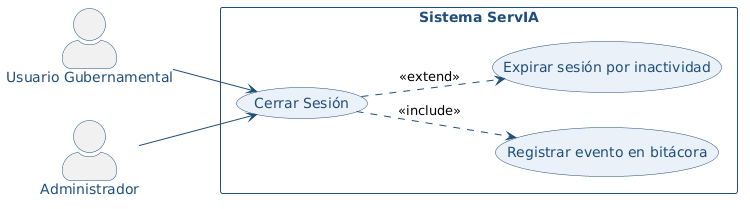 Sistema ServIA
Usuario Gubernamental
«extend»
Expirar sesión por inactividad
Cerrar Sesión
«include»
Registrar evento en bitácora
Administrador